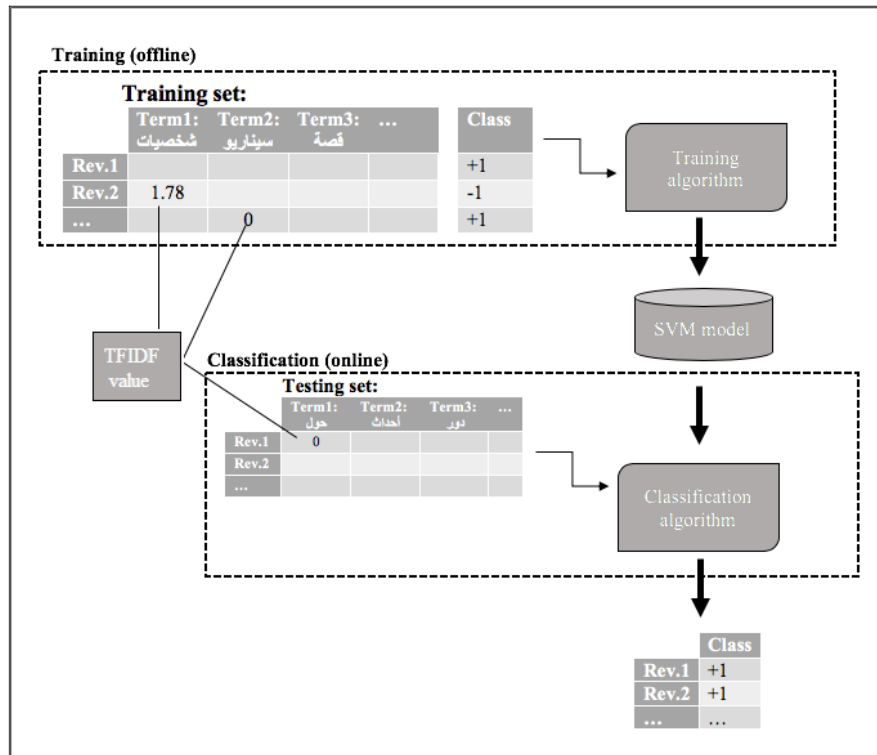 Training (offline)
Training set:
Term1: Term2: Term3: ...
شخصيات سيناريو قصة
Class
Rev.1 +1
Rev.2 1.78 -1
... 0 +1
Training
algorithm
SVM model
TFIDF
value
Classification (online)
Testing set:
Term1: Term2: Term3: ...
حول أحداث دور
Rev.1 0
Rev.2
...
Classification
algorithm
Class
Rev.1 +1
Rev.2 +1
... ...